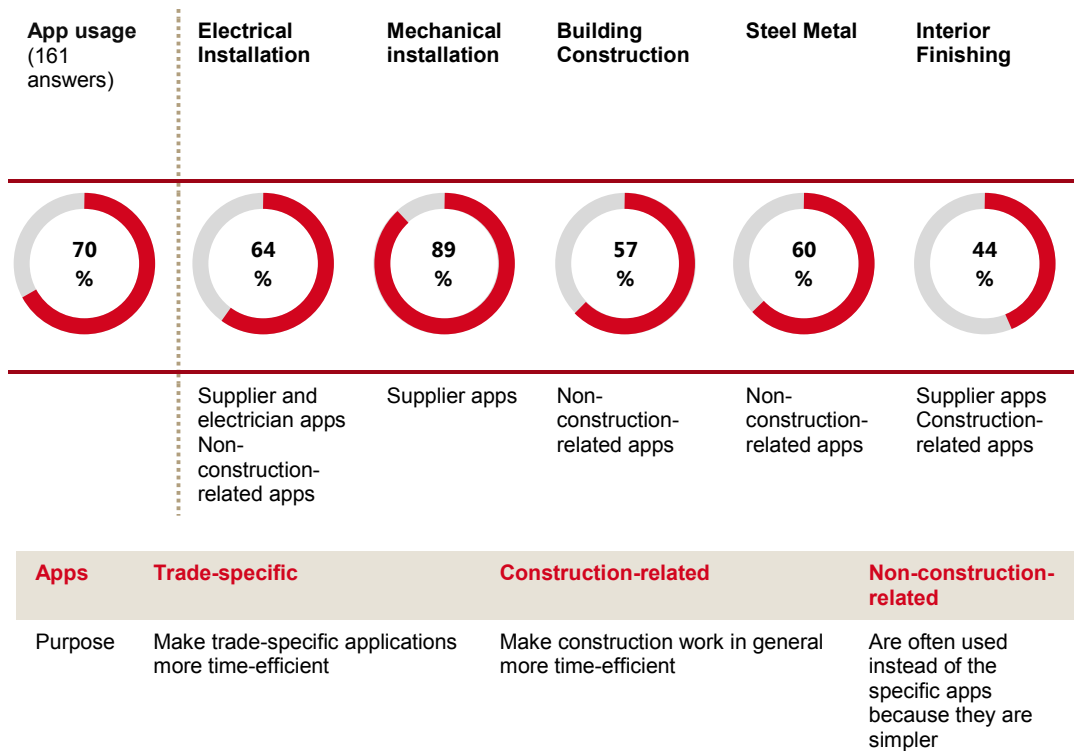 App usage
(161
answers)
Electrical
Installation
Mechanical
installation
Building
Construction
Steel Metal
Interior
Finishing
70
%
64
%
89
%
57
%
60
%
44
%
Supplier and
electrician apps
Non-
construction-
related apps
Supplier apps
Non-
construction-
related apps
Non-
construction-
related apps
Supplier apps
Construction-
related apps
Apps
Trade-specific
Construction-related
Non-construction-
related
Purpose
Make trade-specific applications
more time-efficient
Make construction work in general
more time-efficient
Are often used
instead of the
specific apps
because they are
simpler